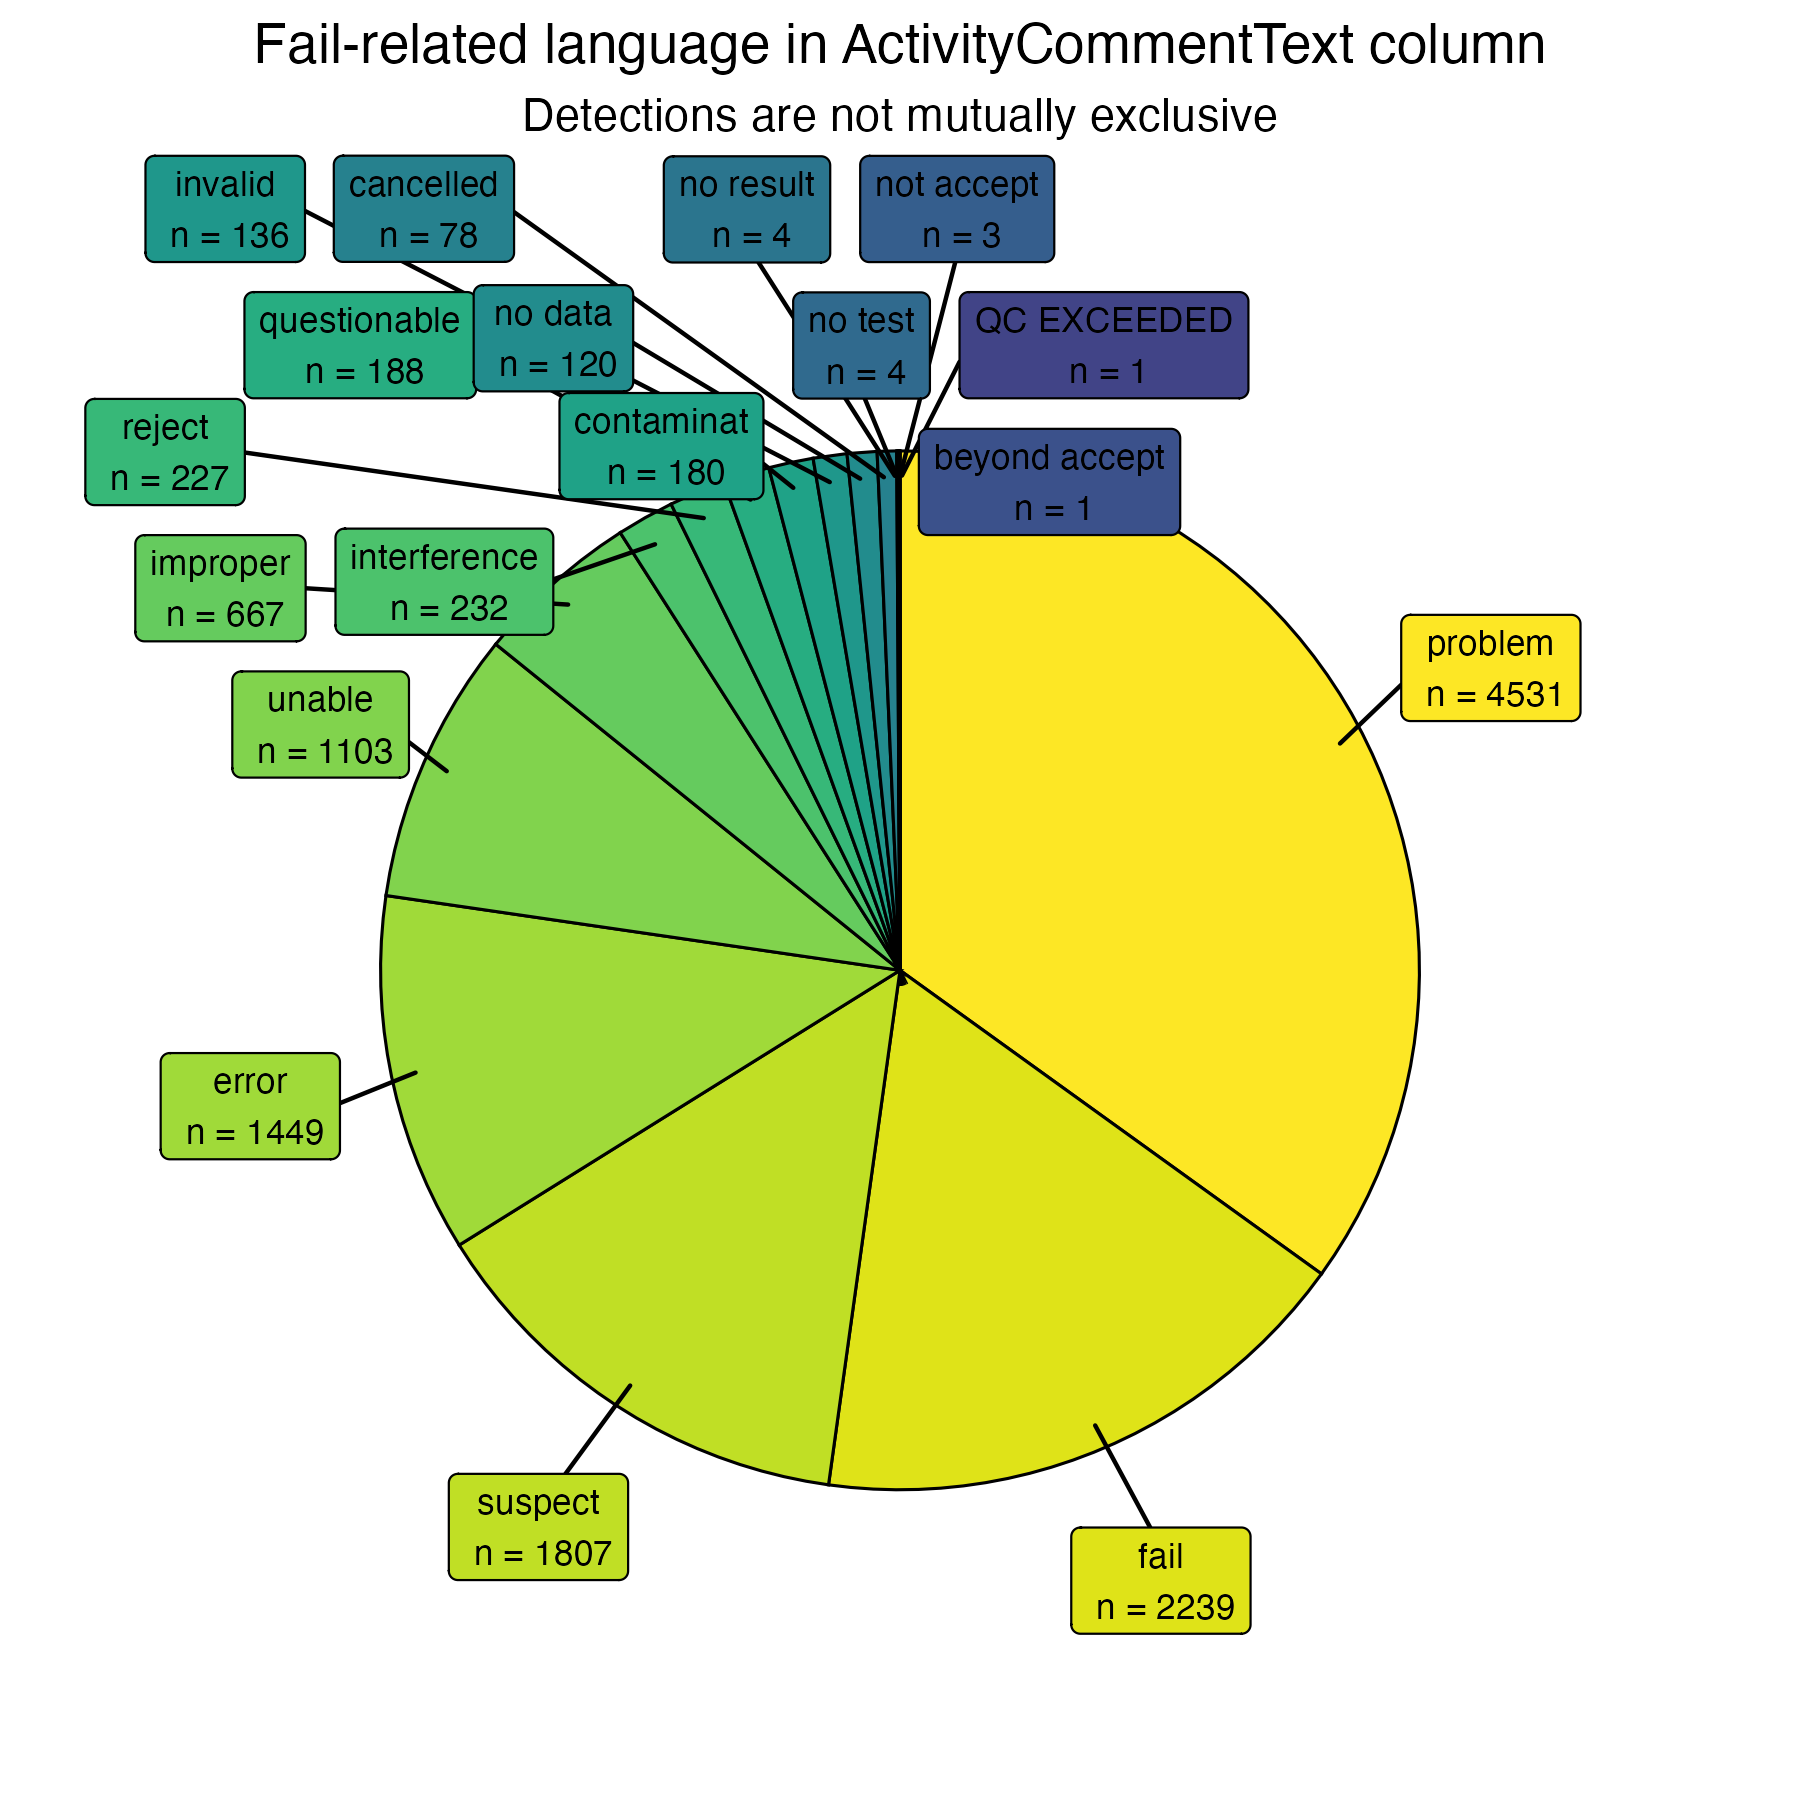 Fail-related language in ActivityCommentText column
Detections are not mutually exclusive
invalid
n = 136
cancelled
n = 78
no result
n = 4
not accept
n = 3
questionable
n = 188
no data
n = 120
no test
n = 4
QC EXCEEDED
n = 1
reject
n = 227
contaminat
n = 180
beyond accept
n = 1
improper
n = 667
interference
n = 232
problem
n = 4531
unable
n = 1103
error
n = 1449
suspect
n = 1807
fail
n = 2239